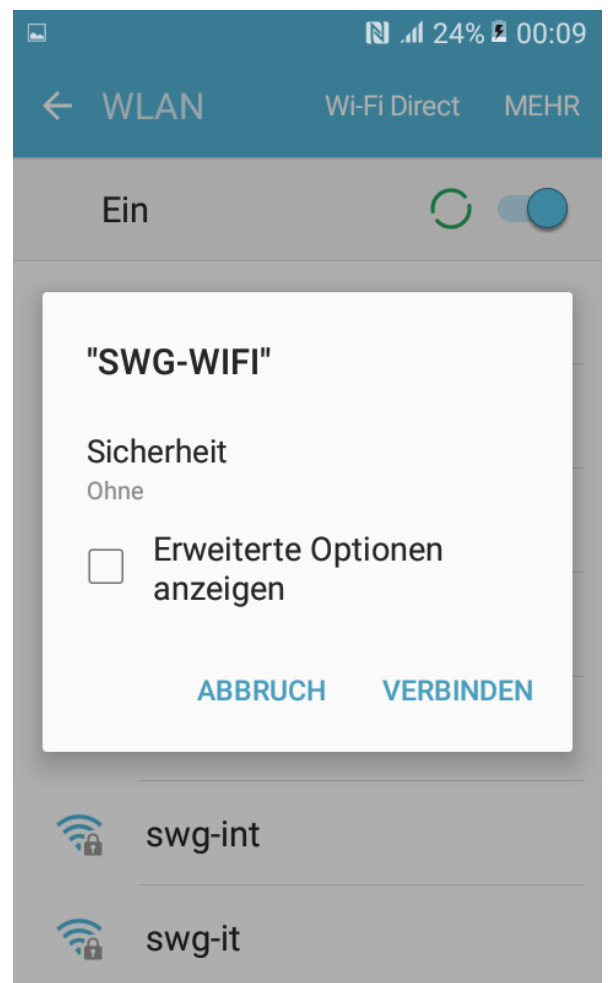 24% 00:09
WLAN Wi-Fi Direct MEHR
Ein
"SWG-WIFI"
Sicherheit
Ohne
Erweiterte Optionen
anzeigen
ABBRUCH VERBINDEN
swg-int
swg-it